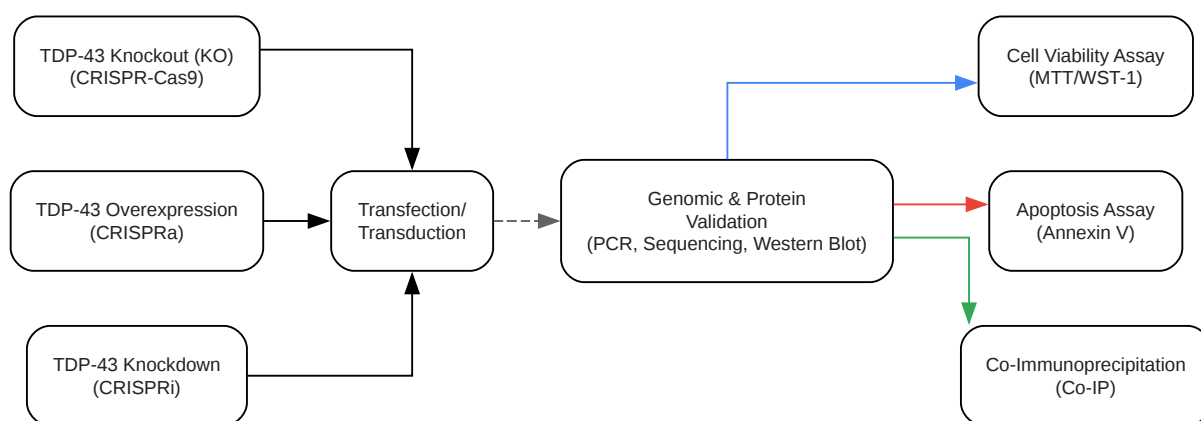 TDP-43 Knockout (KO)
(CRISPR-Cas9)
TDP-43 Overexpression
(CRISPRa)
TDP-43 Knockdown
(CRISPRi)
Transfection/
Transduction
Genomic & Protein
Validation
(PCR, Sequencing, Western Blot)
Cell Viability Assay
(MTT/WST-1)
Apoptosis Assay
(Annexin V)
Co-Immunoprecipitation
(Co-IP)